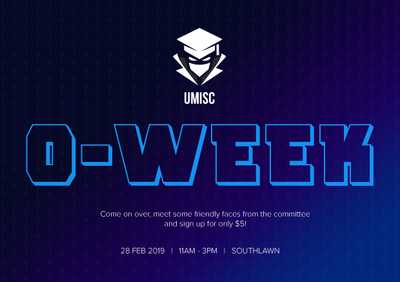 UMISC
O-WEEK
Come on over, meet some friendly faces from the committee
and sign up for only $5!
28 FEB 2019 | 11AM - 3PM | SOUTHLAWN